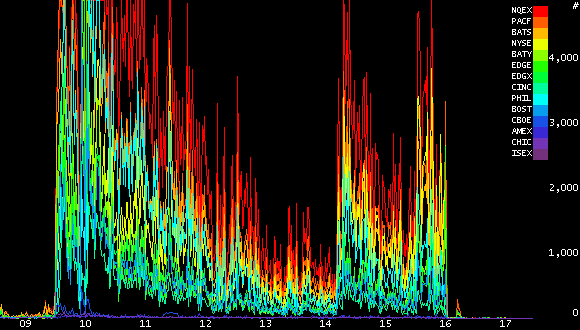 #
NQEX
PACF
BATS
NYSE
BATY
4,000
EDGE
EDGX
CINC
PHIL
BOST
CBOE
3,000
AMEX
CHIC
ISEX
2,000
1,000
0
09 10 11 12 13 14 15 16 17